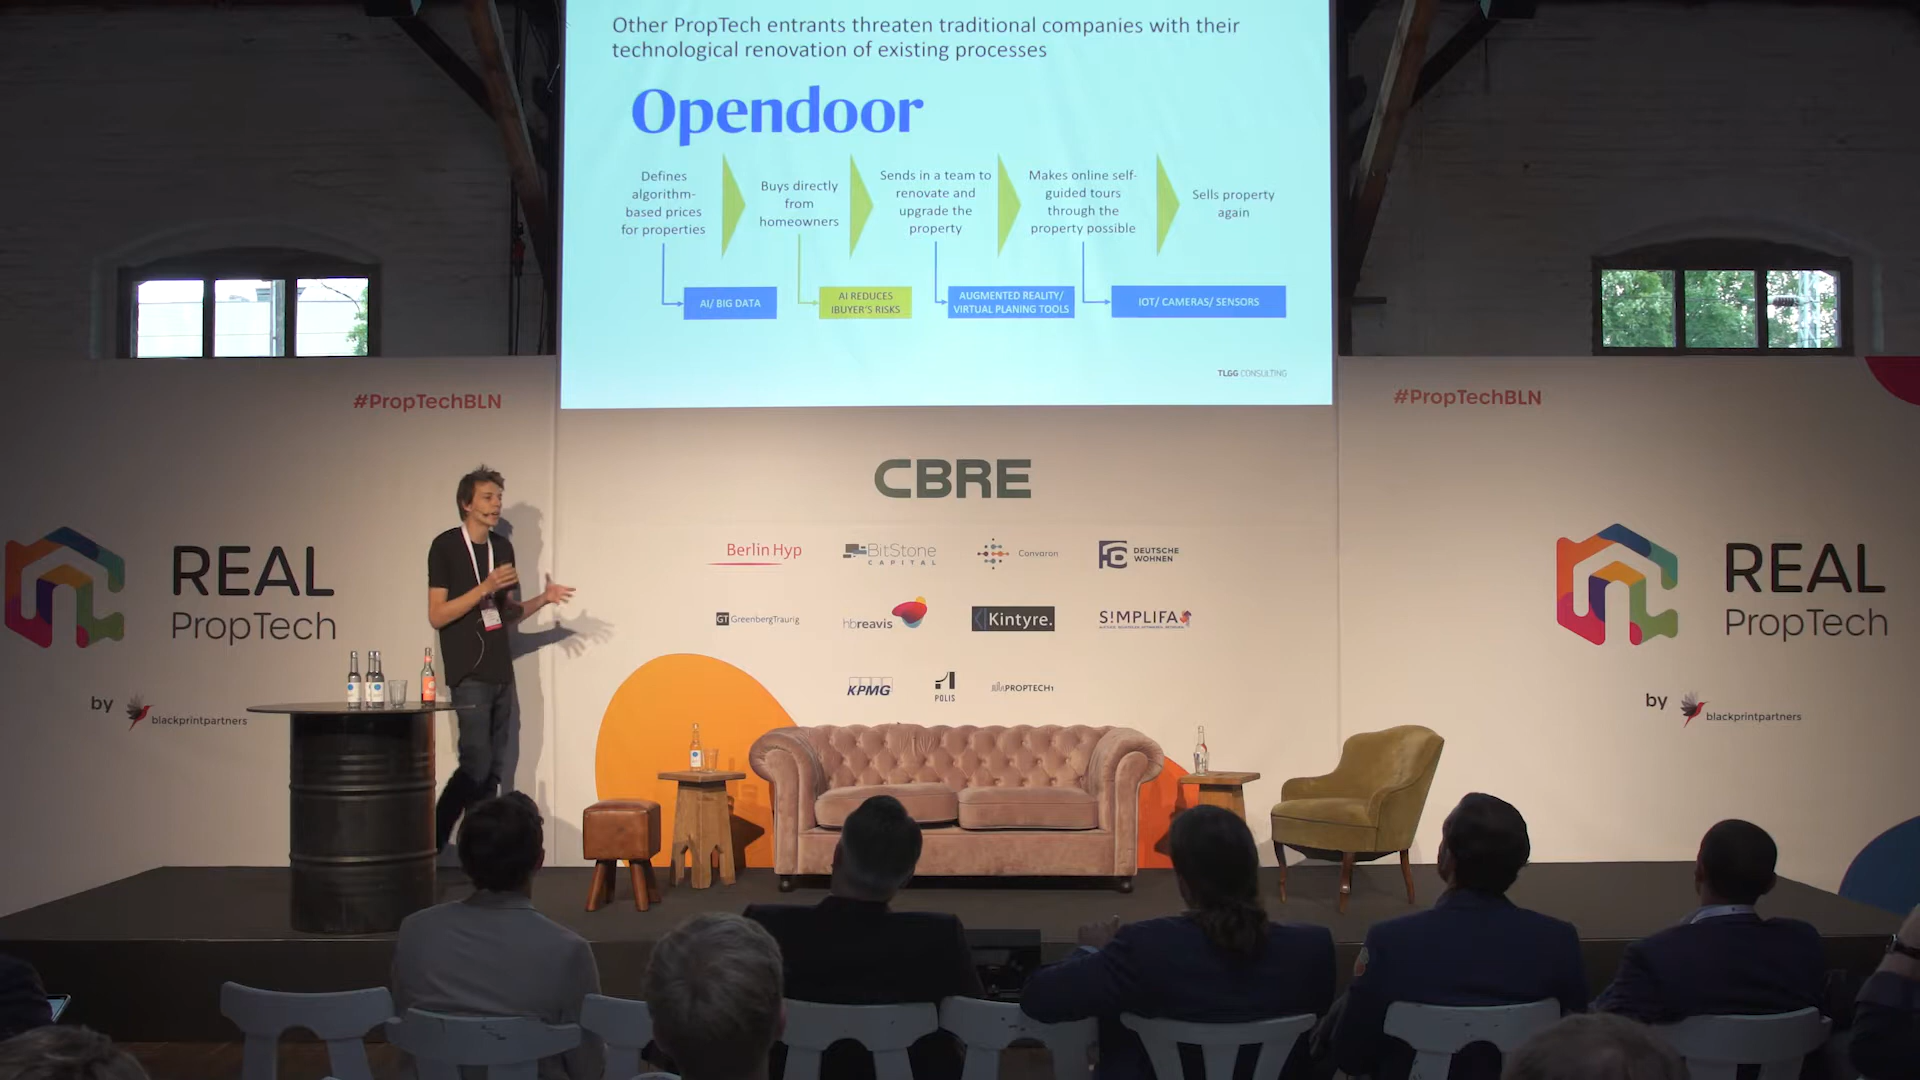 Other PropTech entrants threaten traditional companies with their
technological renovation of existing processes
Opendoor
Defines
algorithm-
based prices
for properties
Buys directly
from
homeowners
Sends in a team to
renovate and
upgrade the
property
Makes online self-
guided tours
through the
property possible
Sells property
again
AI/ BIG DATA
AI REDUCES
IBUYER'S RISKS
AUGMENTED REALITY/
VIRTUAL PLANING TOOLS
IOT/ CAMERAS/ SENSORS
TLGG CONSULTING
#PropTechBLN
#PropTechBLN
CBRE
REAL
PropTech
by blackprintpartners
Berlin Hyp
BitStone
CAPITAL
Convaron
DEUTSCHE
WOHNEN
GT GreenbergTraurig
hbreavis
Kintyre.
S!MPLIFA
KPMG
POLIS
PROPTECH1
REAL
PropTech
by blackprintpartners